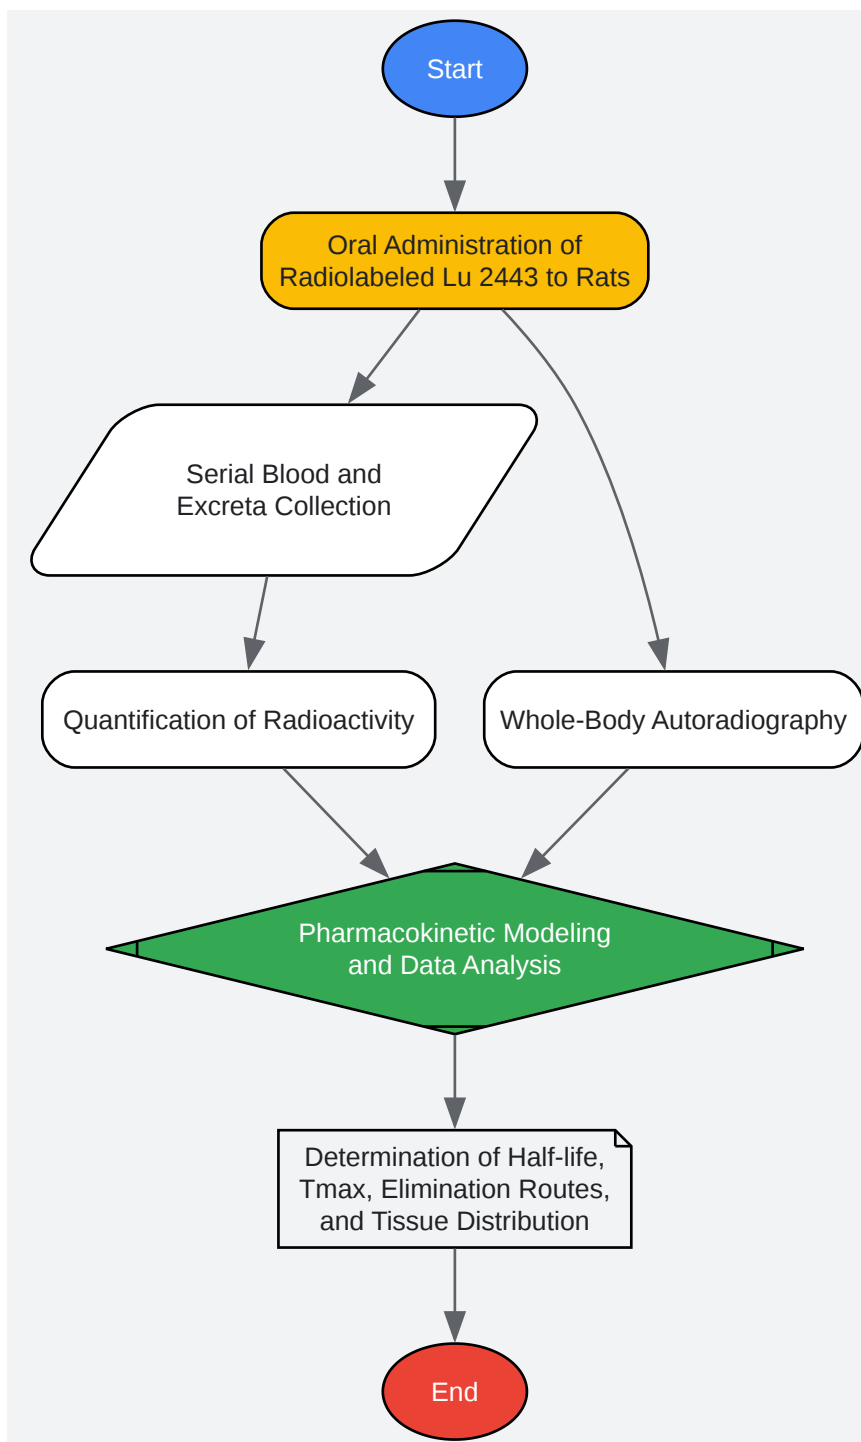 Start
Oral Administration of
Radiolabeled Lu 2443 to Rats
Serial Blood and
Excreta Collection
Quantification of Radioactivity
Whole-Body Autoradiography
Pharmacokinetic Modeling
and Data Analysis
Determination of Half-life,
Tmax, Elimination Routes,
and Tissue Distribution
End